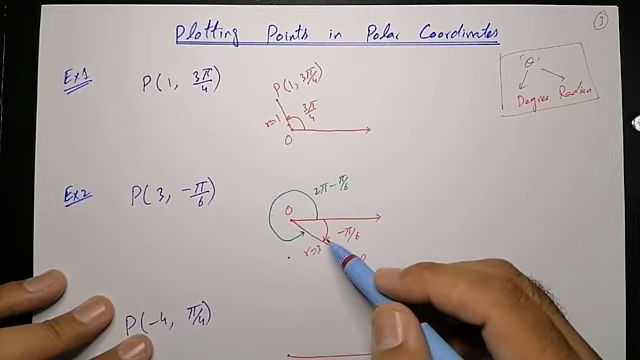 Plotting Points in Polar Coordinates
3
'θ'
Degree Radian
Ex1 P(1, 3π/4)
P(1, 3π/4)
r=1
3π/4
O
Ex2 P(3, -π/6)
2π-π/6
O
-π/6
r=3
P
P(-4, π/4)